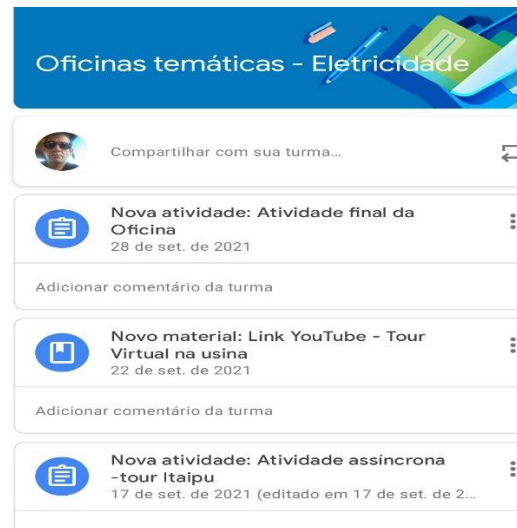 Oficinas temáticas - Eletricidade
Compartilhar com sua turma...
Nova atividade: Atividade final da
Oficina
28 de set. de 2021
Adicionar comentário da turma
Novo material: Link YouTube - Tour
Virtual na usina
22 de set. de 2021
Adicionar comentário da turma
Nova atividade: Atividade assíncrona
-tour Itaipu
17 de set. de 2021 (editado em 17 de set. de 2...